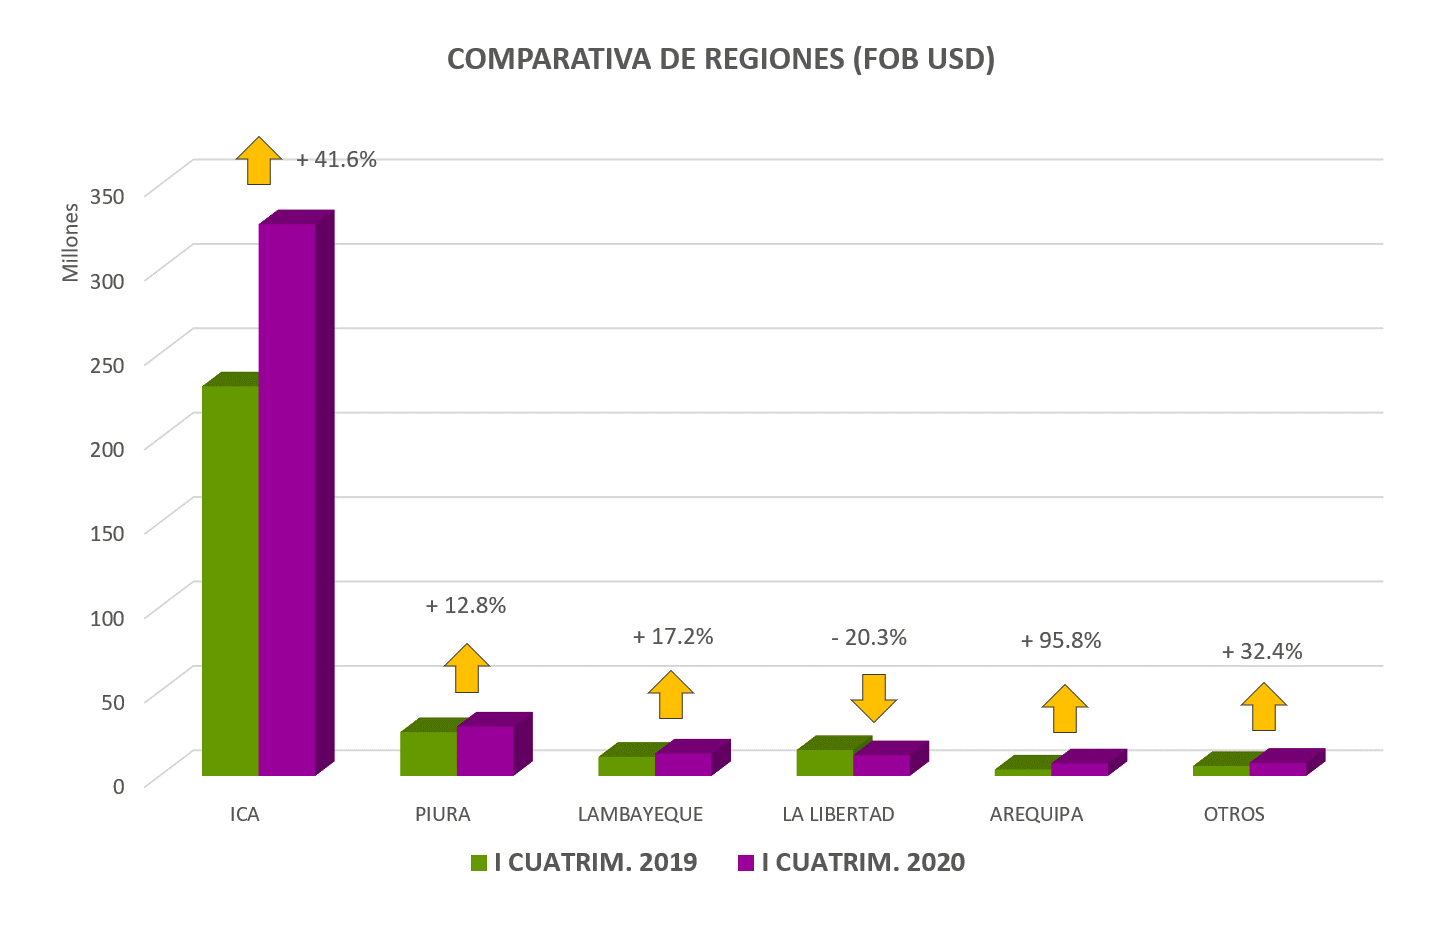 COMPARATIVA DE REGIONES (FOB USD)
+ 41.6%
350
Millones
300
250
200
150
100
50
0
+ 12.8%
+ 17.2%
- 20.3%
+ 95.8%
+ 32.4%
ICA
PIURA
LAMBAYEQUE
LA LIBERTAD
AREQUIPA
OTROS
I CUATRIM. 2019
I CUATRIM. 2020